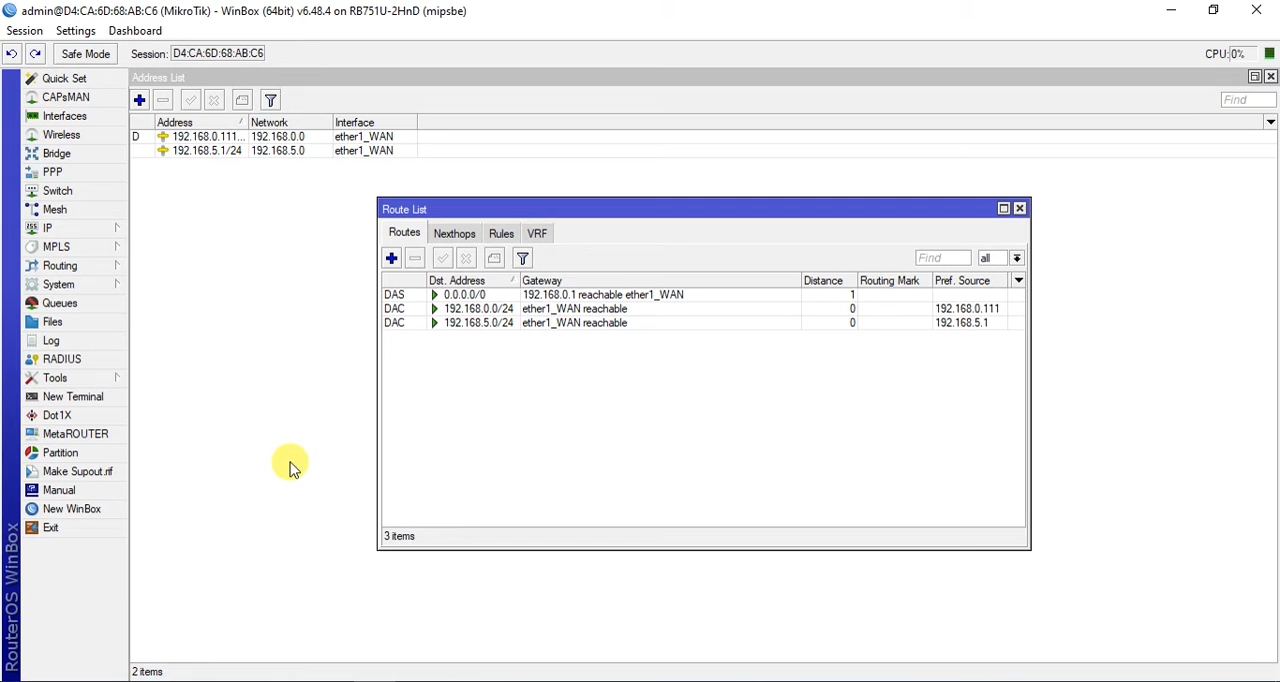 admin@D4:CA:6D:68:AB:C6 (MikroTik) - WinBox (64bit) v6.48.4 on RB751U-2HnD (mipsbe)
Session Settings Dashboard
Safe Mode Session: D4:CA:6D:68:AB:C6 CPU: 0%
Quick Set
CAPsMAN
Interfaces
Wireless
Bridge
PPP
Switch
Mesh
IP
MPLS
Routing
System
Queues
Files
Log
RADIUS
Tools
New Terminal
Dot1X
MetaROUTER
Partition
Make Supout.rif
Manual
New WinBox
Exit
RouterOS WinBox
Address List
Find
Address Network Interface
D 192.168.0.111... 192.168.0.0 ether1_WAN
192.168.5.1/24 192.168.5.0 ether1_WAN
Route List
Routes Nexthops Rules VRF
Find all
Dst. Address Gateway Distance Routing Mark Pref. Source
DAS 0.0.0.0/0 192.168.0.1 reachable ether1_WAN 1
DAC 192.168.0.0/24 ether1_WAN reachable 0 192.168.0.111
DAC 192.168.5.0/24 ether1_WAN reachable 0 192.168.5.1
3 items
2 items